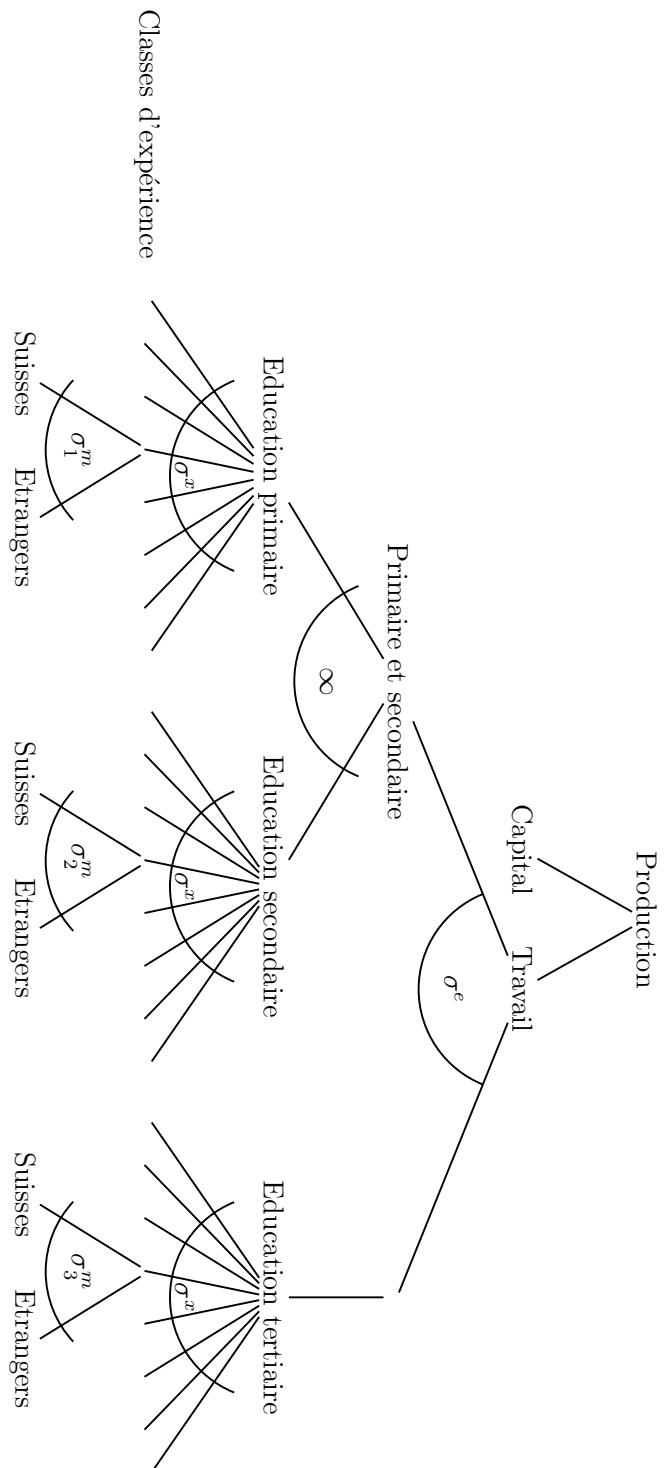 Production
Capital
Travail
σ^e
Primaire et secondaire
∞
Education primaire
Education secondaire
Education tertiaire
σ^x
σ^x
σ^x
Classes d'expérience
σ_1^m
σ_2^m
σ_3^m
Suisses
Etrangers
Suisses
Etrangers
Suisses
Etrangers